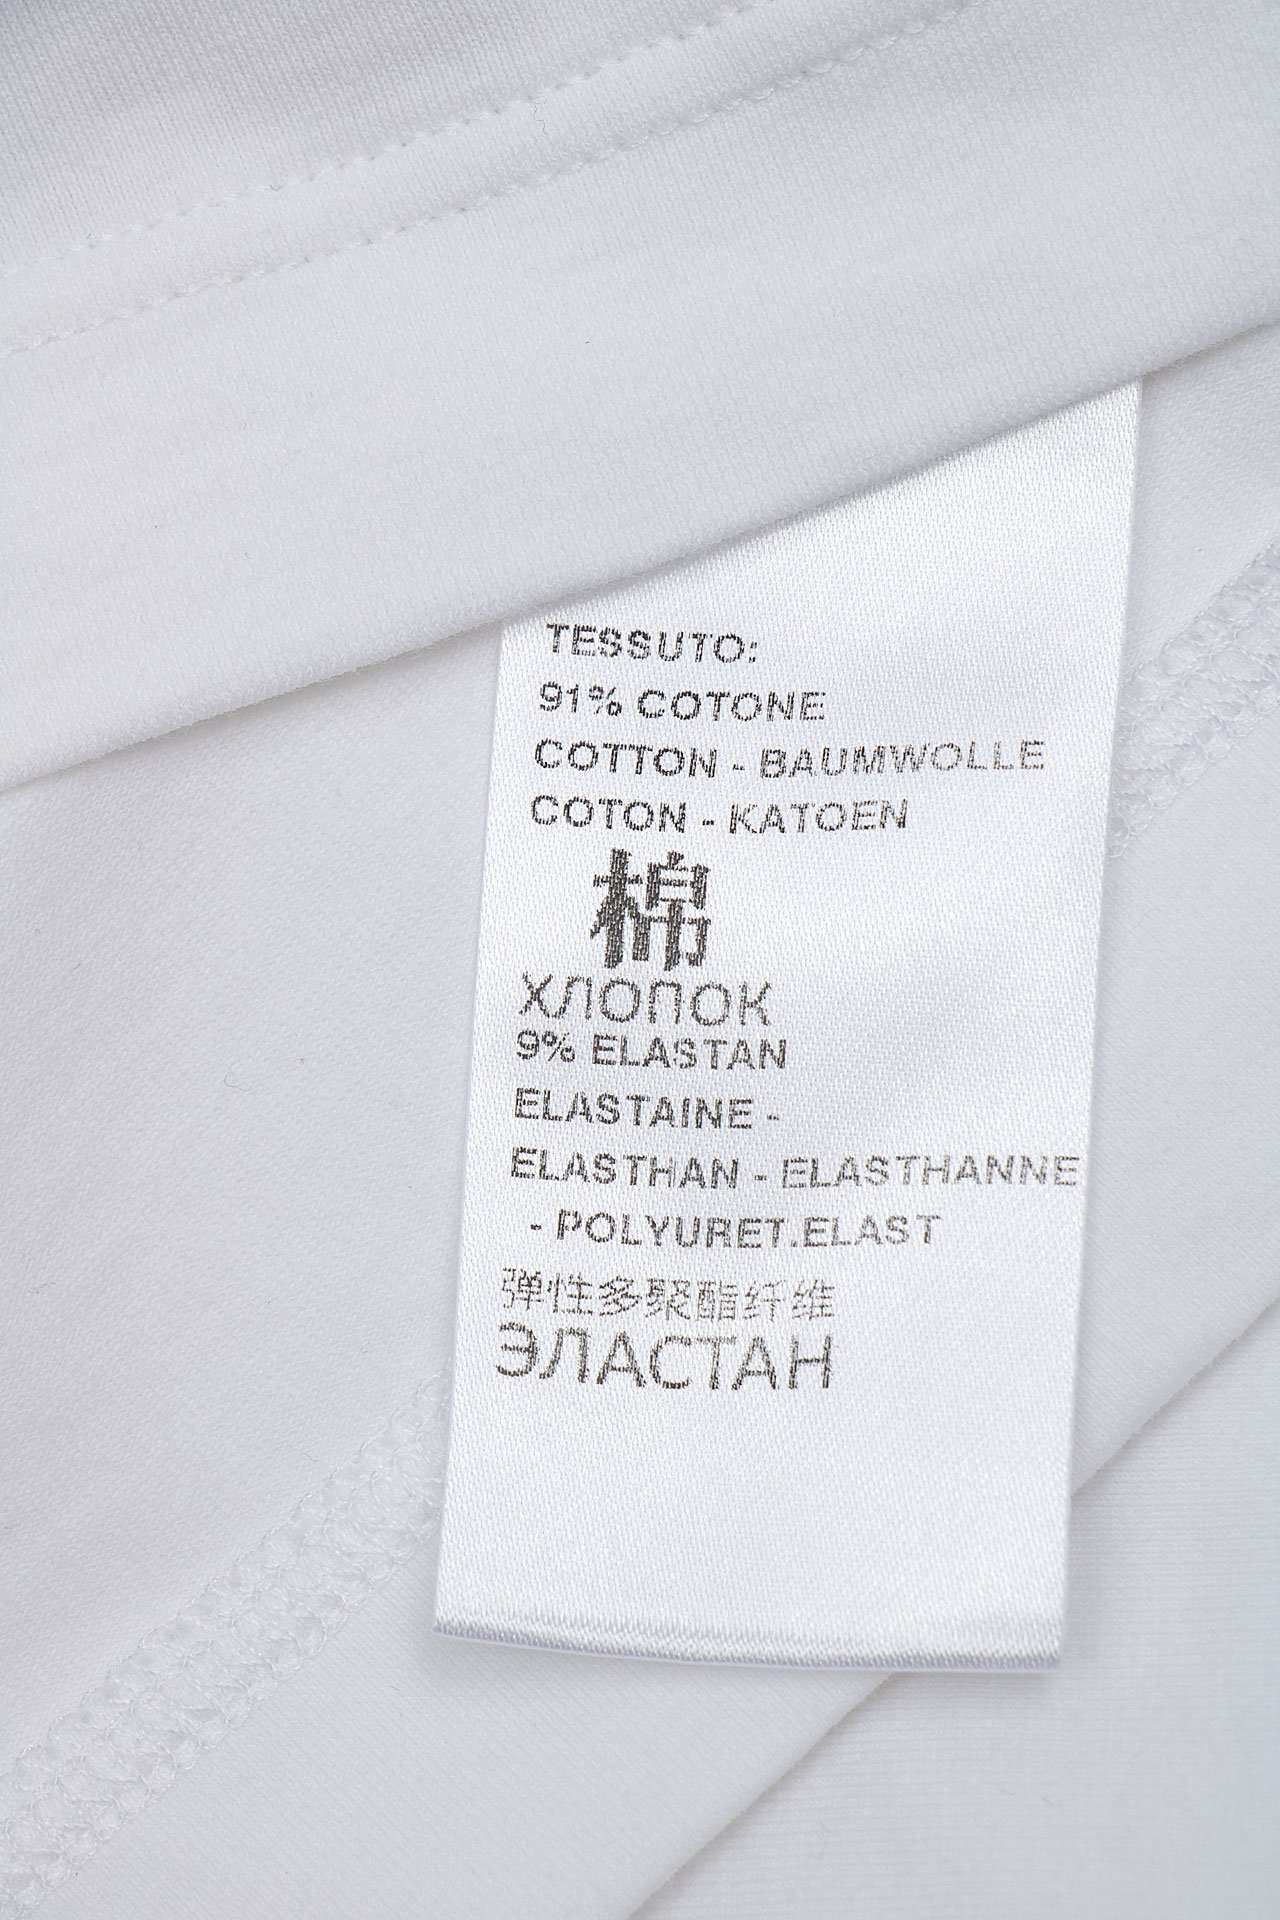 TESSUTO:
91% COTONE
COTTON - BAUMWOLLE
COTON - KATOEN
棉
ХЛОПОК
9% ELASTAN
ELASTAINE -
ELASTHAN - ELASTHANNE
- POLYURET.ELAST
弹性多聚酯纤维
ЭЛАСТАН